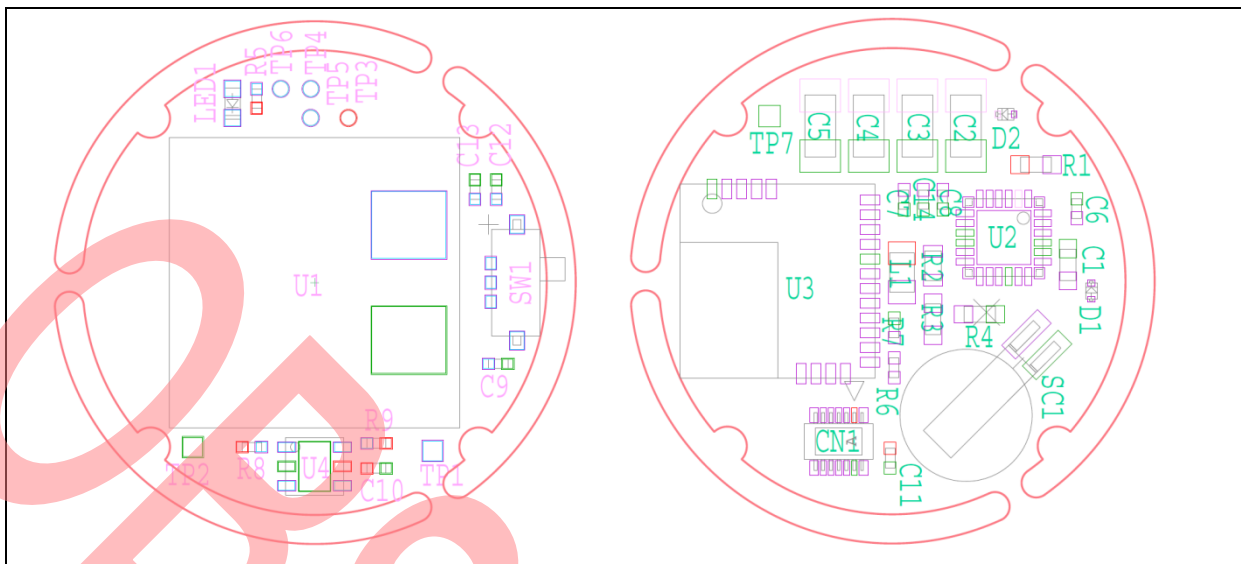 LED1
R5
TP6
TP4
TP5
TP3
C13
C12
U1
SW1
C9
R9
TP2
R8
U4
C10
TP1
C5
C4
C3
C2
D2
TP7
R1
C7
C14
C8
C6
U2
U3
L1
R2
C1
R3
R7
R4
D1
SC1
R6
CN1
A
C11